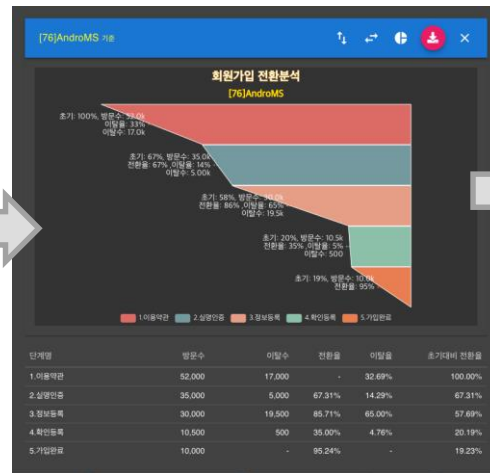 [76]AndroMS 기준
회원가입 전환분석
[76]AndroMS
초기: 100%, 방문수: 52.0k
이탈율: 33%
이탈수: 17.0k
초기: 67%, 방문수: 35.0k
전환율: 67% ,이탈율: 14%
이탈수: 5.00k
초기: 58%, 방문수: 30.0k
전환율: 86% ,이탈율: 65%
이탈수: 19.5k
초기: 20%, 방문수: 10.5k
전환율: 35% ,이탈율: 5%
이탈수: 500
초기: 19%, 방문수: 10.0k
전환율: 95%
1.이용약관 2.실명인증 3.정보등록 4.확인등록 5.가입완료
단계명 방문수 이탈수 전환율 이탈율 초기대비 전환율
1.이용약관 52,000 17,000 - 32.69% 100.00%
2.실명인증 35,000 5,000 67.31% 14.29% 67.31%
3.정보등록 30,000 19,500 85.71% 65.00% 57.69%
4.확인등록 10,500 500 35.00% 4.76% 20.19%
5.가입완료 10,000 - 95.24% - 19.23%